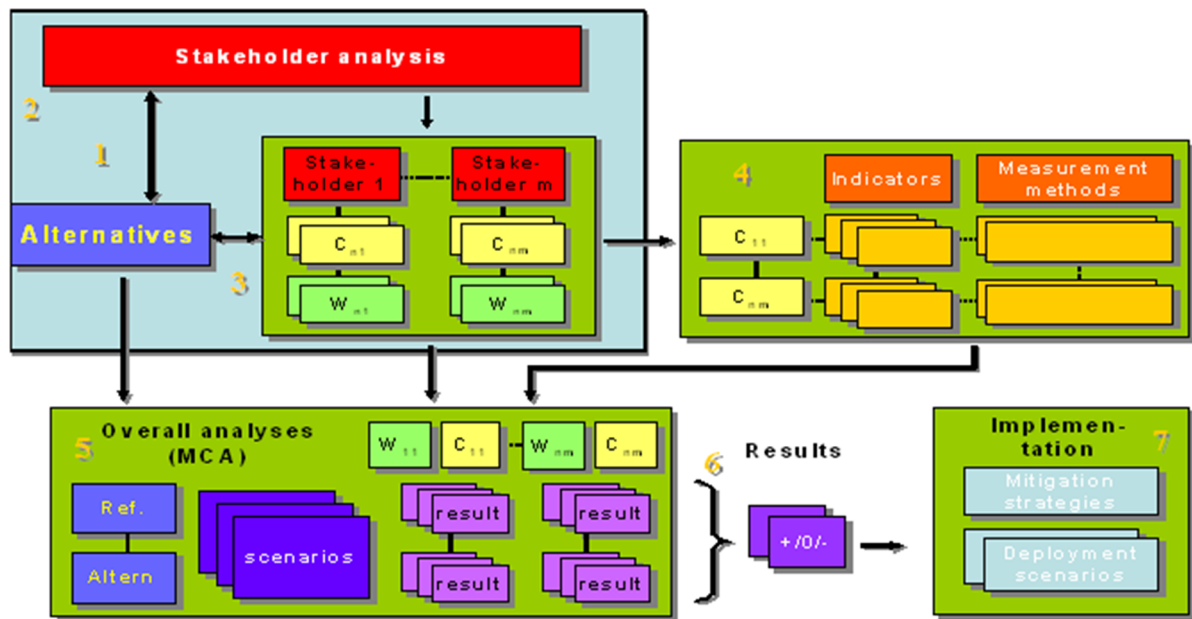 Stakeholder analysis
2
1
Stake-
holder 1
Stake-
holder m
4
Indicators
Measurement
methods
Alternatives
C n1
C nm
C 11
3
W n1
W nm
C nm
5
Overall analyses
(MCA)
W 11
C 11
W nm
C nm
6
Results
Implemen-
tation
7
Ref.
scenarios
result
result
+/0/-
Mitigation
strategies
Altern
result
result
Deployment
scenarios